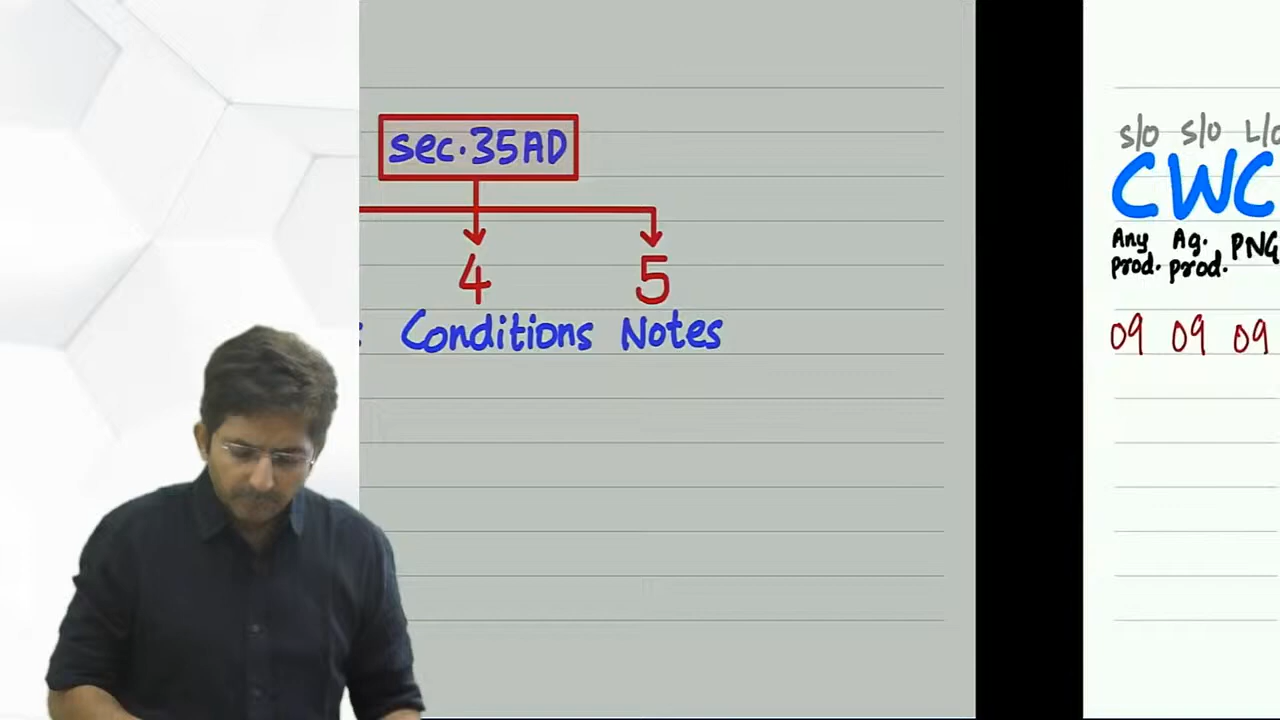 sec.35AD
4 5
Conditions Notes
S/O S/O L/O
CWC
Any Ag. PNG
prod. prod.
09 09 09